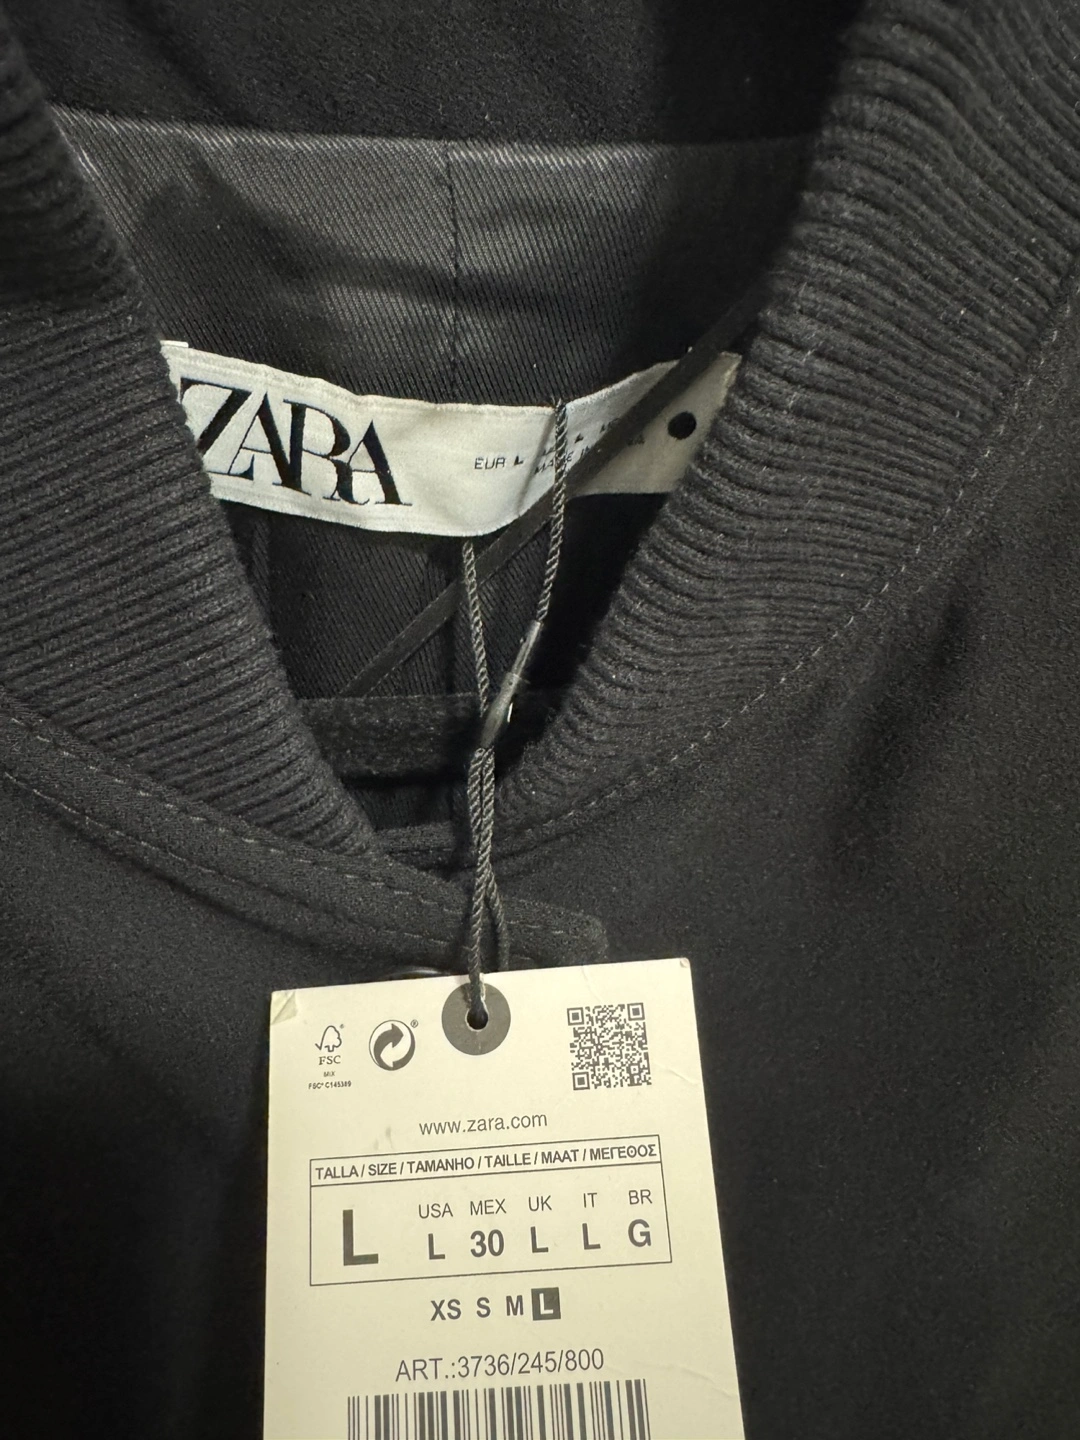 ZARA
EUR L
FSC
MIX
FSC® C145389
®
www.zara.com
TALLA / SIZE / TAMANHO / TAILLE / MAAT / ΜΕΓΕΘΟΣ
L
USA MEX UK IT BR
L 30 L L G
XS S M L
ART.:3736/245/800